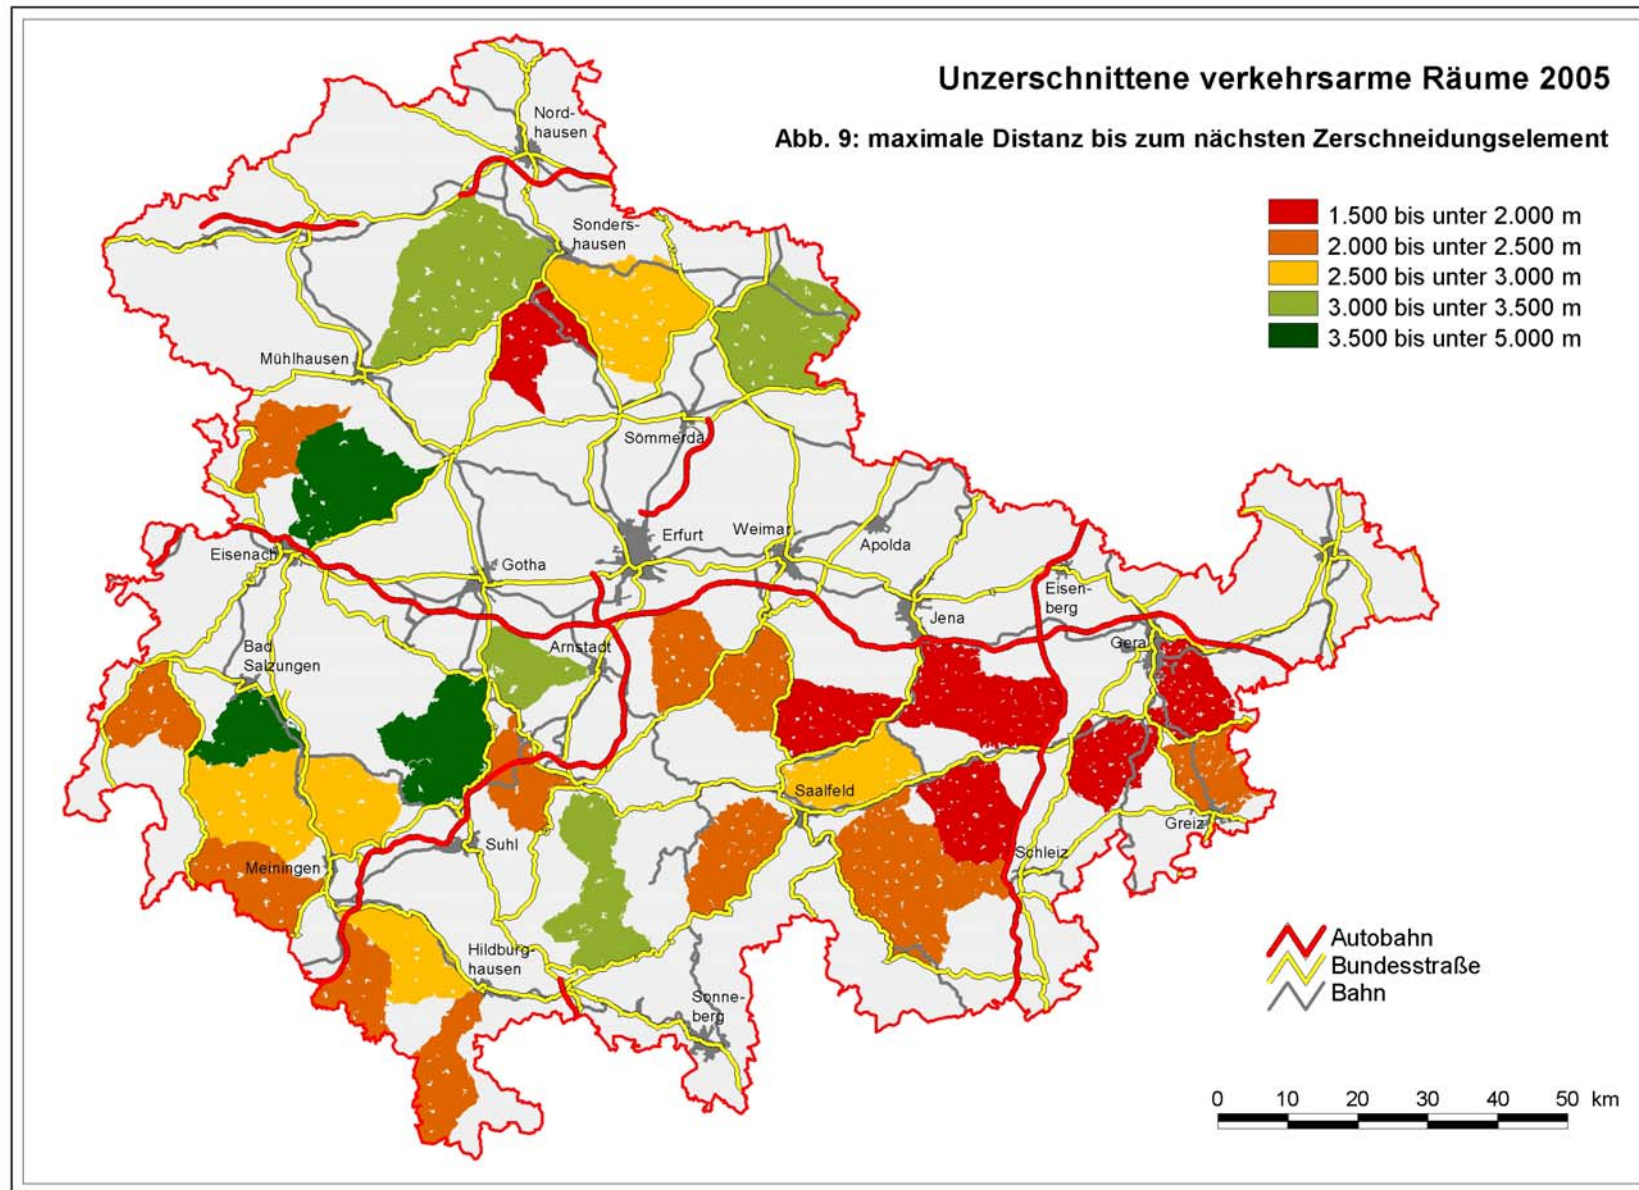 Unzerschnittene verkehrsarme Räume 2005
Abb. 9: maximale Distanz bis zum nächsten Zerschneidungselement
1.500 bis unter 2.000 m
2.000 bis unter 2.500 m
2.500 bis unter 3.000 m
3.000 bis unter 3.500 m
3.500 bis unter 5.000 m
Nord-
hausen
Sonders-
hausen
Mühlhausen
Sömmerda
Erfurt
Weimar
Apolda
Eisenach
Gotha
Eisen-
berg
Jena
Gera
Arnstadt
Bad
Salzungen
Saalfeld
Greiz
Suhl
Schleiz
Meiningen
Hildburg-
hausen
Sonne-
berg
Autobahn
Bundesstraße
Bahn
0 10 20 30 40 50 km